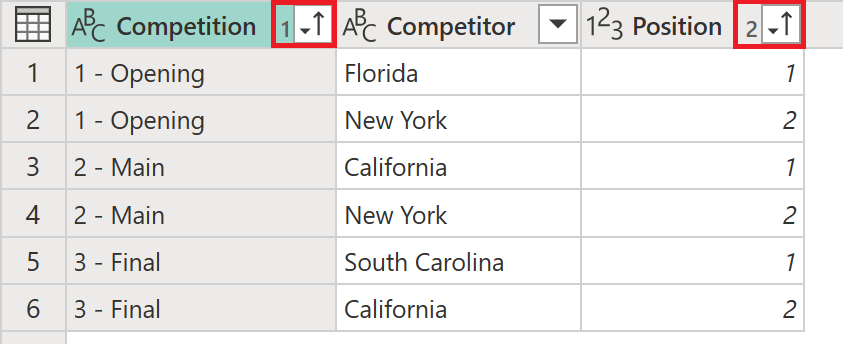 ABC Competition 1 ABC Competitor 123 Position 2
1 1 - Opening Florida 1
2 1 - Opening New York 2
3 2 - Main California 1
4 2 - Main New York 2
5 3 - Final South Carolina 1
6 3 - Final California 2